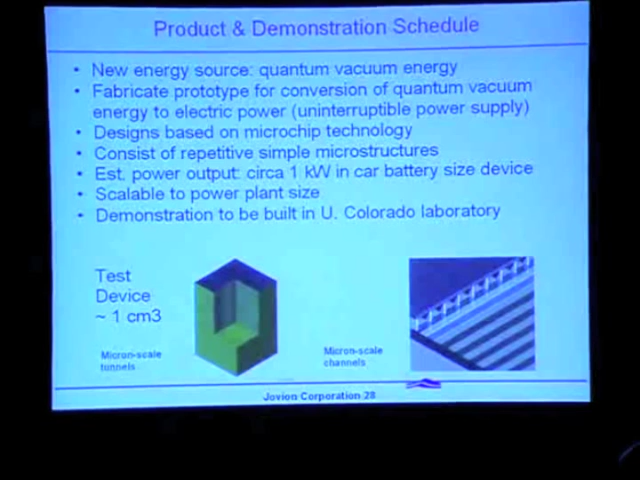 Product & Demonstration Schedule
• New energy source: quantum vacuum energy
• Fabricate prototype for conversion of quantum vacuum
energy to electric power (uninterruptible power supply)
• Designs based on microchip technology
• Consist of repetitive simple microstructures
• Est. power output: circa 1 kW in car battery size device
• Scalable to power plant size
• Demonstration to be built in U. Colorado laboratory
Test
Device
~ 1 cm3
Micron-scale
tunnels
Micron-scale
channels
Jovion Corporation 28